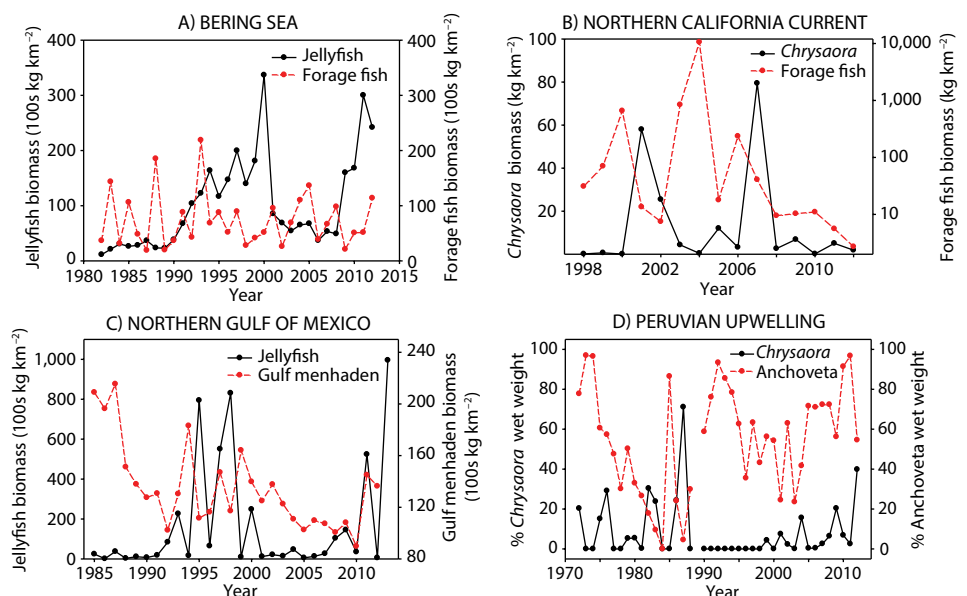 A) BERING SEA
Jellyfish biomass (100s kg km⁻²)
400
300
200
100
0
Jellyfish
Forage fish
400
300
200
100
0
Forage fish biomass (100s kg km⁻²)
1980 1985 1990 1995 2000 2005 2010 2015
Year
B) NORTHERN CALIFORNIA CURRENT
Chrysaora biomass (kg km⁻²)
100
80
60
40
20
Chrysaora
Forage fish
10,000
1,000
100
10
Forage fish biomass (kg km⁻²)
1998 2002 2006 2010
Year
C) NORTHERN GULF OF MEXICO
Jellyfish biomass (100s kg km⁻²)
1,000
800
600
400
200
0
Jellyfish
Gulf menhaden
240
200
160
120
80
Gulf menhaden biomass
(100s kg km⁻²)
1985 1990 1995 2000 2005 2010
Year
D) PERUVIAN UPWELLING
% Chrysaora wet weight
100
80
60
40
20
0
Chrysaora
Anchoveta
100
80
60
40
20
0
% Anchoveta wet weight
1970 1980 1990 2000 2010
Year